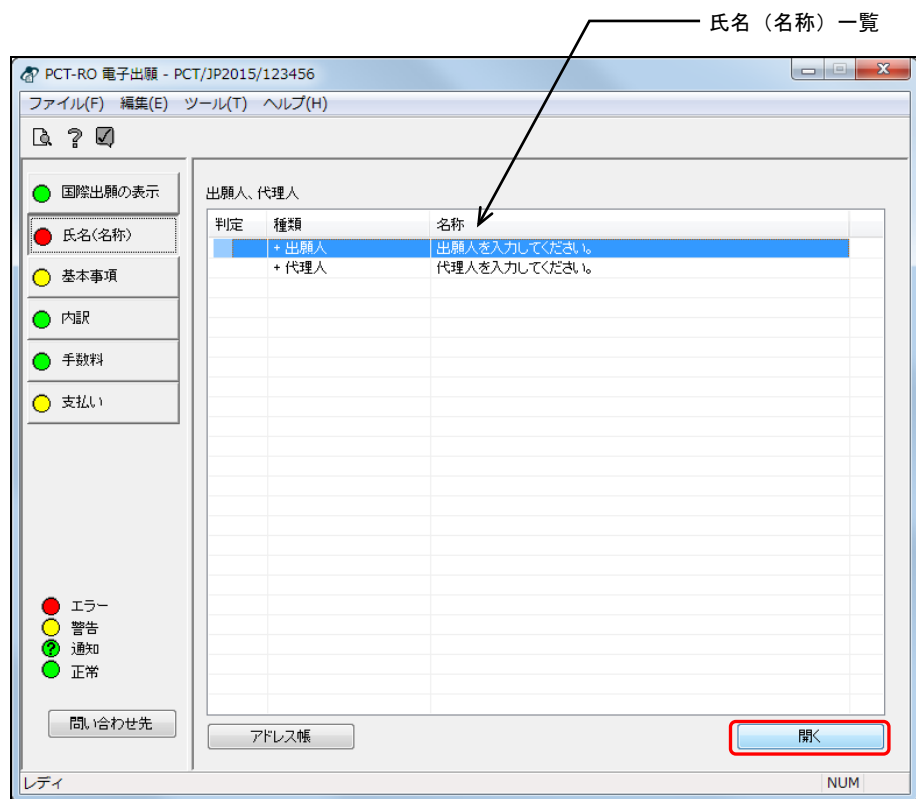 氏名（名称）一覧
PCT-RO 電子出願 - PCT/JP2015/123456
ファイル(F) 編集(E) ツール(T) ヘルプ(H)
国際出願の表示
氏名(名称)
基本事項
内訳
手数料
支払い
出願人、代理人
判定 種類 名称
+ 出願人 出願人を入力してください。
+ 代理人 代理人を入力してください。
エラー
警告
通知
正常
問い合わせ先
アドレス帳
開く
レディ
NUM